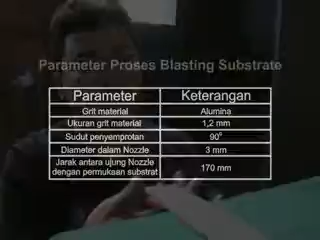 Parameter Proses Blasting Substrate
Parameter Keterangan
Grit material Alumina
Ukuran grit material 1,2 mm
Sudut penyemprotan 90°
Diameter dalam Nozzle 3 mm
Jarak antara ujung Nozzle
dengan permukaan substrat 170 mm